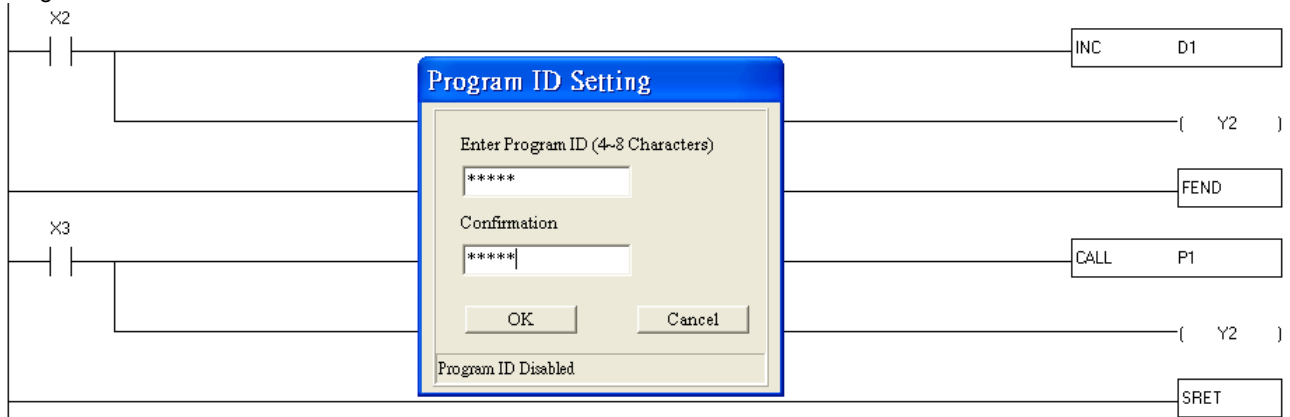 X2
INC D1
Program ID Setting
Enter Program ID (4~8 Characters)
( Y2 )
*****
FEND
Confirmation
X3
*****
CALL P1
OK Cancel
( Y2 )
Program ID Disabled
SRET